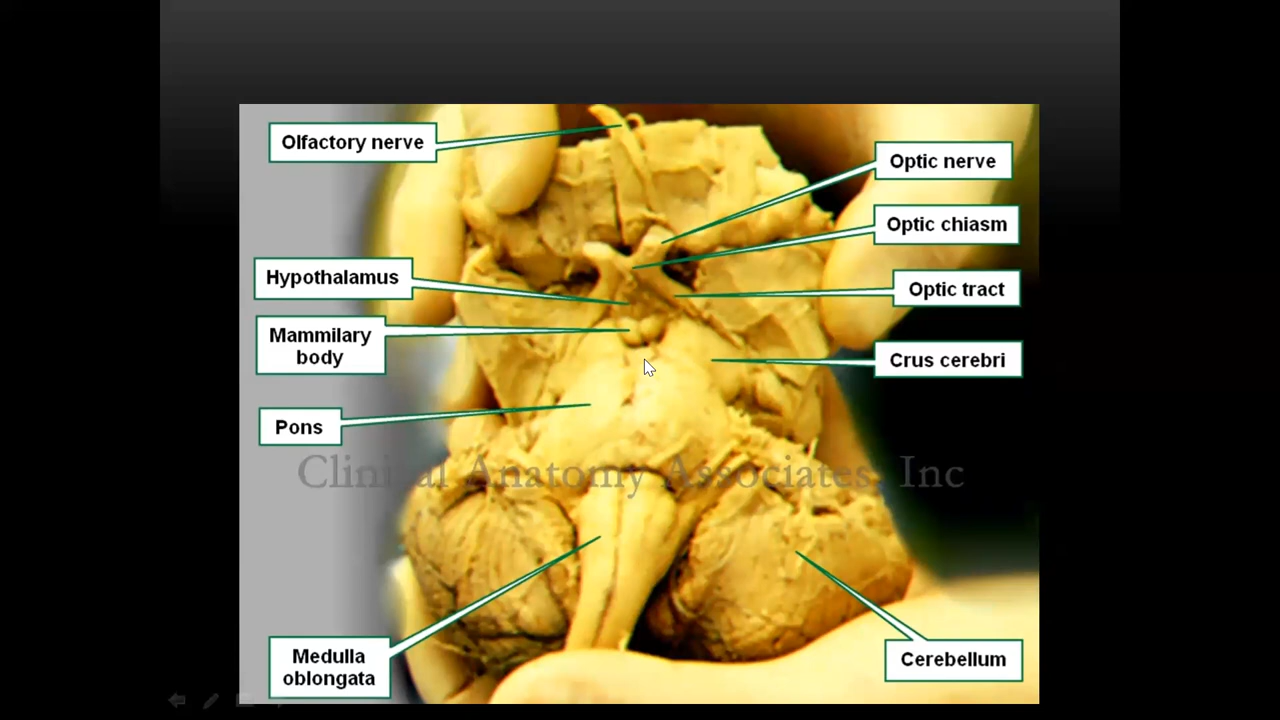 Olfactory nerve
Optic nerve
Optic chiasm
Hypothalamus
Optic tract
Mammilary
body
Crus cerebri
Pons
Clinical Anatomy Associates, Inc
Medulla
oblongata
Cerebellum